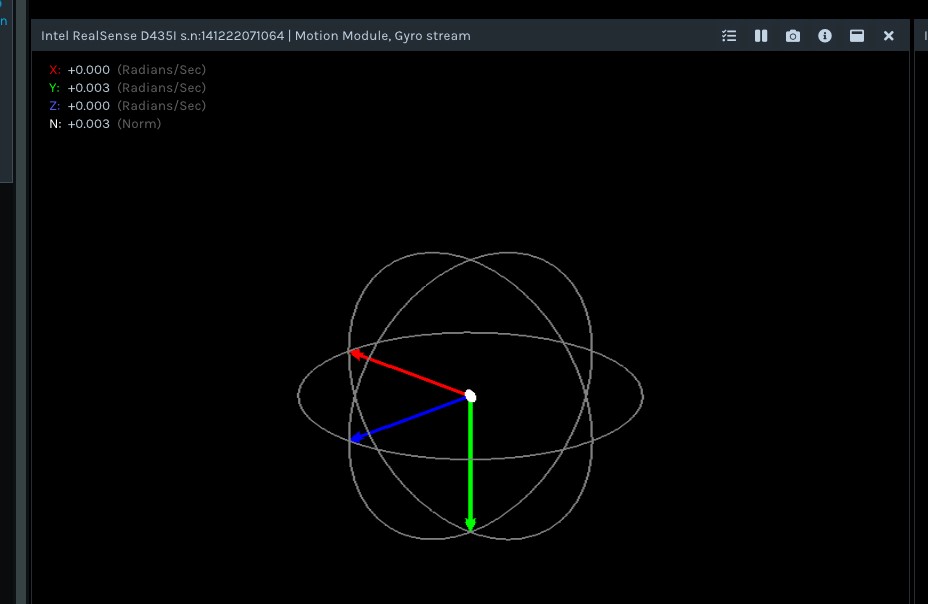 n
Intel RealSense D435I s.n:141222071064 | Motion Module, Gyro stream
X: +0.000 (Radians/Sec)
Y: +0.003 (Radians/Sec)
Z: +0.000 (Radians/Sec)
N: +0.003 (Norm)